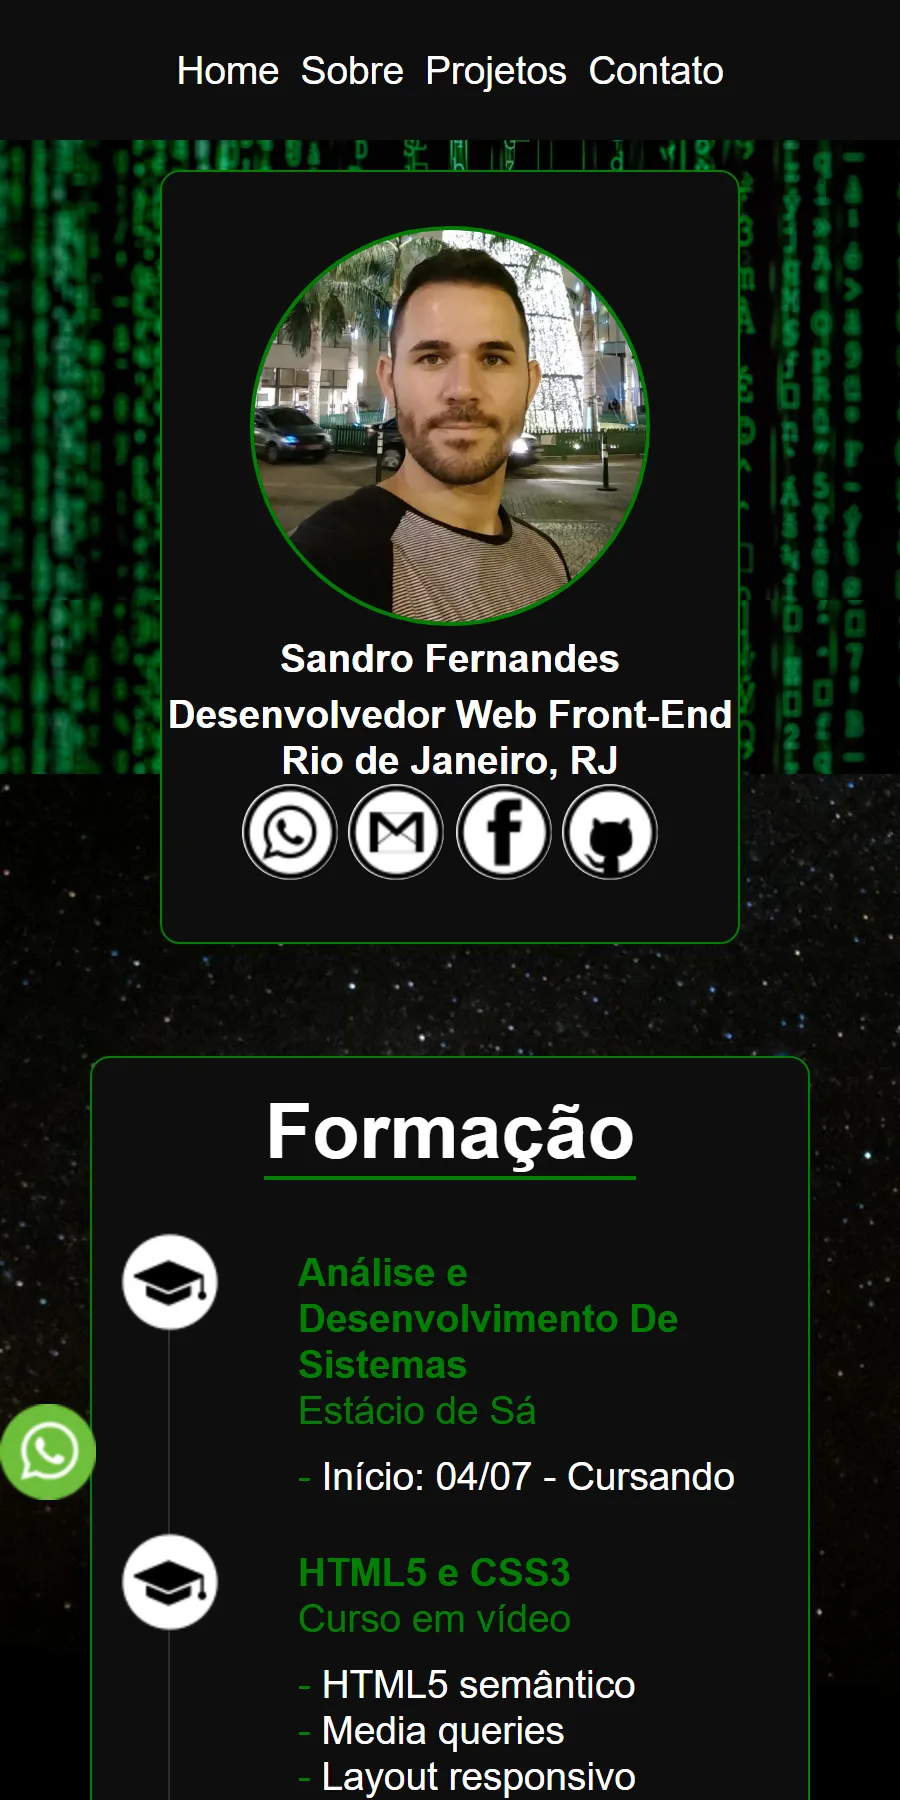 Home Sobre Projetos Contato
Sandro Fernandes
Desenvolvedor Web Front-End
Rio de Janeiro, RJ
Formação
Análise e
Desenvolvimento De
Sistemas
Estácio de Sá
- Início: 04/07 - Cursando
HTML5 e CSS3
Curso em vídeo
- HTML5 semântico
- Media queries
- Layout responsivo